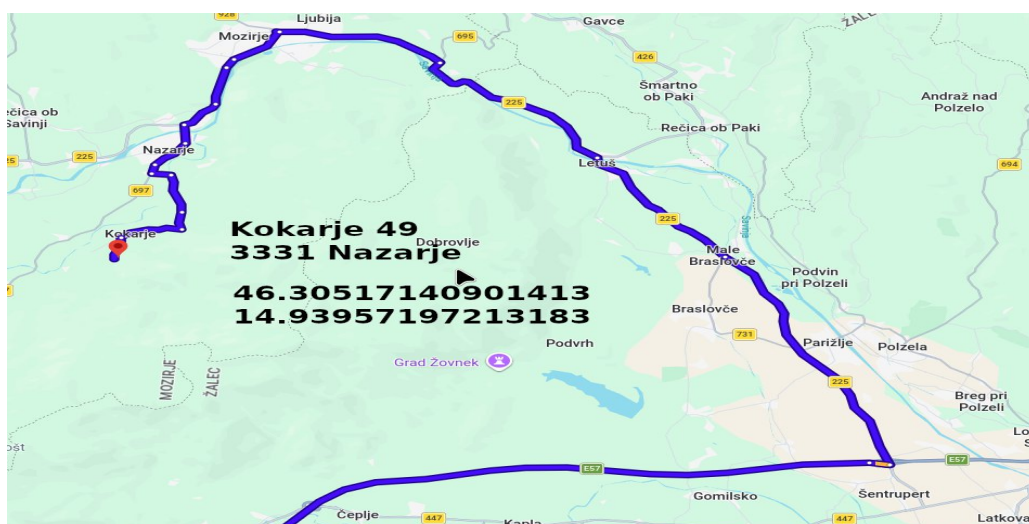 928
Ljubija
Mozirje
695
Gavce
426
Šmartno
ob Paki
Andraž nad
Polzelo
225
ečica ob
Savinji
Rečica ob Paki
Nazarje
225
Letuš
694
697
225
Savinja
Kokarje
Kokarje 49
3331 Nazarje
Dobrovlje
Male
Braslovče
46.30517140901413
14.93957197213183
Podvin
pri Polzeli
Braslovče
731
Parižlje
Polzela
Podvrh
Grad Žovnek
MOZIRJE
ŽALEC
225
Breg pri
Polzeli
E57
E57
Gomilsko
Šentrupert
Čeplje
447
Kapla
447
Latkova